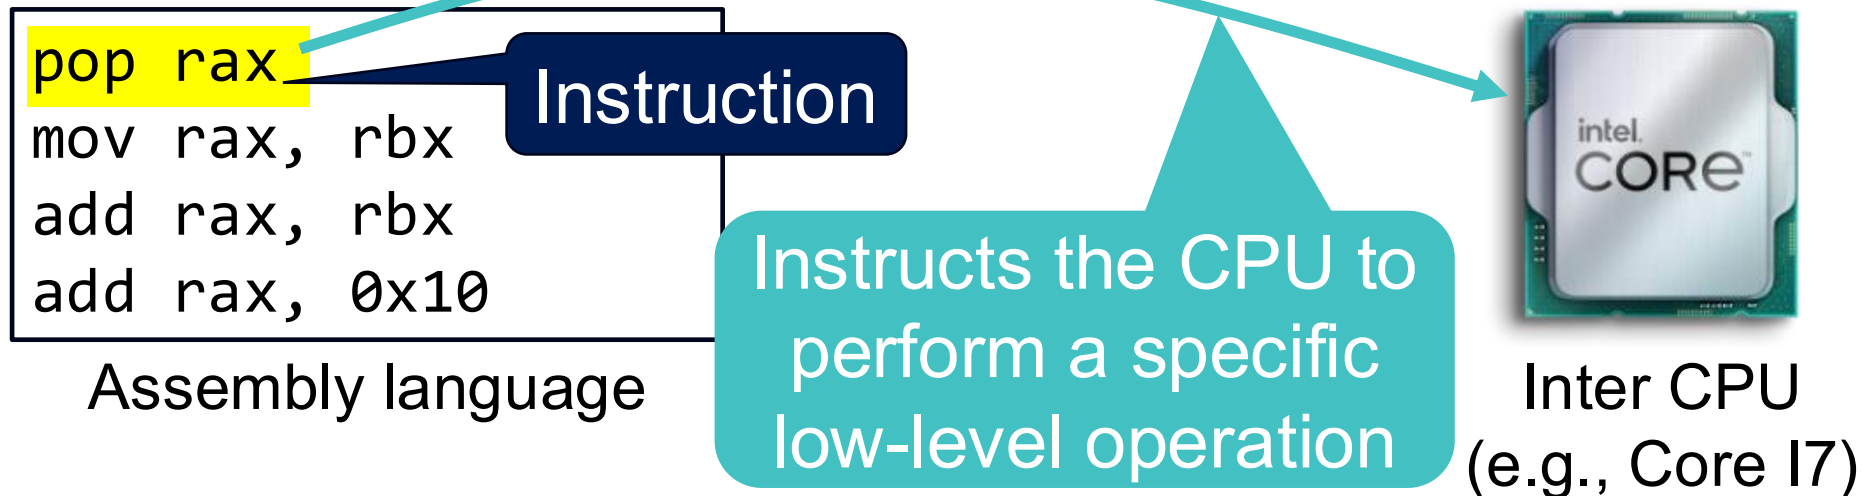 pop rax
Instruction
mov rax, rbx
add rax, rbx
add rax, 0x10
Assembly language
Instructs the CPU to
perform a specific
low-level operation
intel.
CORE™
Inter CPU
(e.g., Core I7)